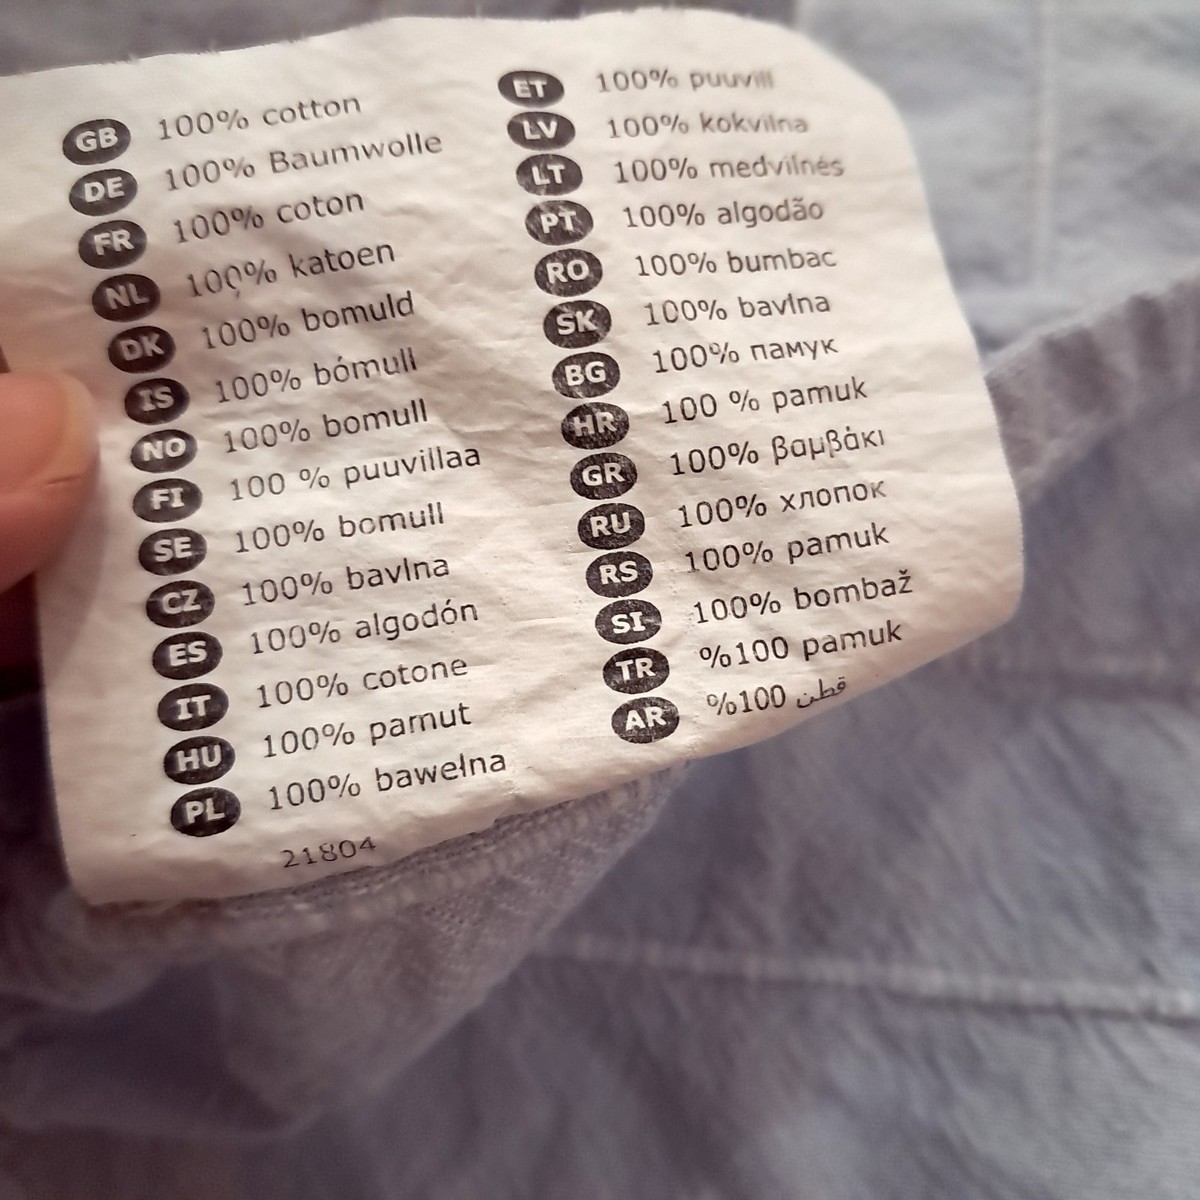 GB 100% cotton
DE 100% Baumwolle
FR 100% coton
NL 100% katoen
DK 100% bomuld
IS 100% bómull
NO 100% bomull
FI 100 % puuvillaa
SE 100% bomull
CZ 100% bavlna
ES 100% algodón
IT 100% cotone
HU 100% pamut
PL 100% bawełna
21804
ET 100% puuvill
LV 100% kokvilna
LT 100% medvilnės
PT 100% algodão
RO 100% bumbac
SK 100% bavlna
BG 100% памук
HR 100 % pamuk
GR 100% βαμβάκι
RU 100% хлопок
RS 100% pamuk
SI 100% bombaž
TR %100 pamuk
AR %100 قطن